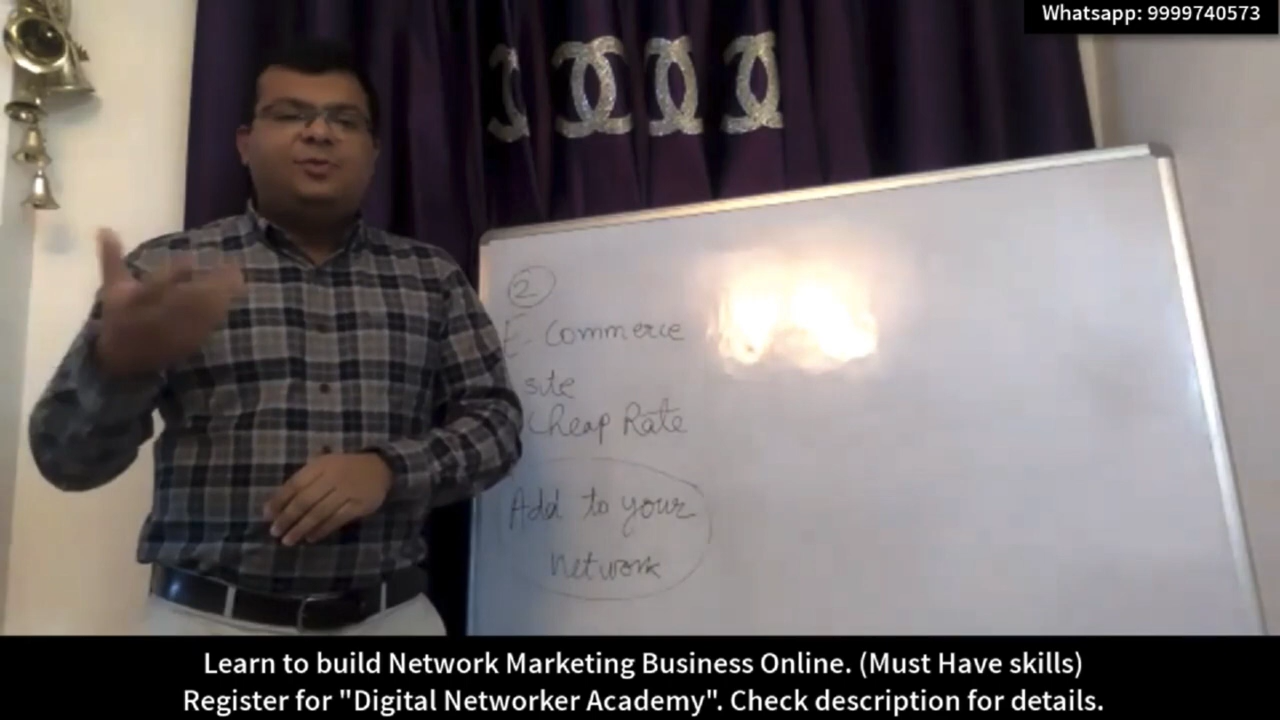 Whatsapp: 9999740573
2
E-Commerce
site
Cheap Rate
Add to your
network
Learn to build Network Marketing Business Online. (Must Have skills)
Register for "Digital Networker Academy". Check description for details.